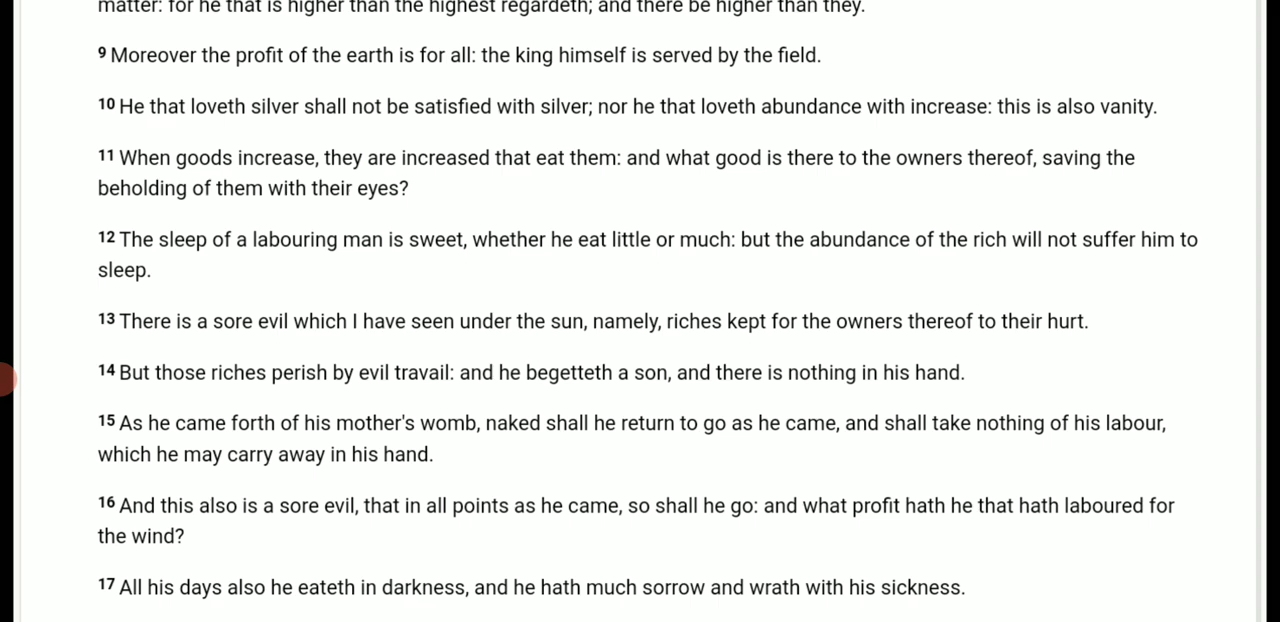 matter: for he that is higher than the highest regardeth; and there be higher than they.
9 Moreover the profit of the earth is for all: the king himself is served by the field.
10 He that loveth silver shall not be satisfied with silver; nor he that loveth abundance with increase: this is also vanity.
11 When goods increase, they are increased that eat them: and what good is there to the owners thereof, saving the
beholding of them with their eyes?
12 The sleep of a labouring man is sweet, whether he eat little or much: but the abundance of the rich will not suffer him to
sleep.
13 There is a sore evil which I have seen under the sun, namely, riches kept for the owners thereof to their hurt.
14 But those riches perish by evil travail: and he begetteth a son, and there is nothing in his hand.
15 As he came forth of his mother's womb, naked shall he return to go as he came, and shall take nothing of his labour,
which he may carry away in his hand.
16 And this also is a sore evil, that in all points as he came, so shall he go: and what profit hath he that hath laboured for
the wind?
17 All his days also he eateth in darkness, and he hath much sorrow and wrath with his sickness.